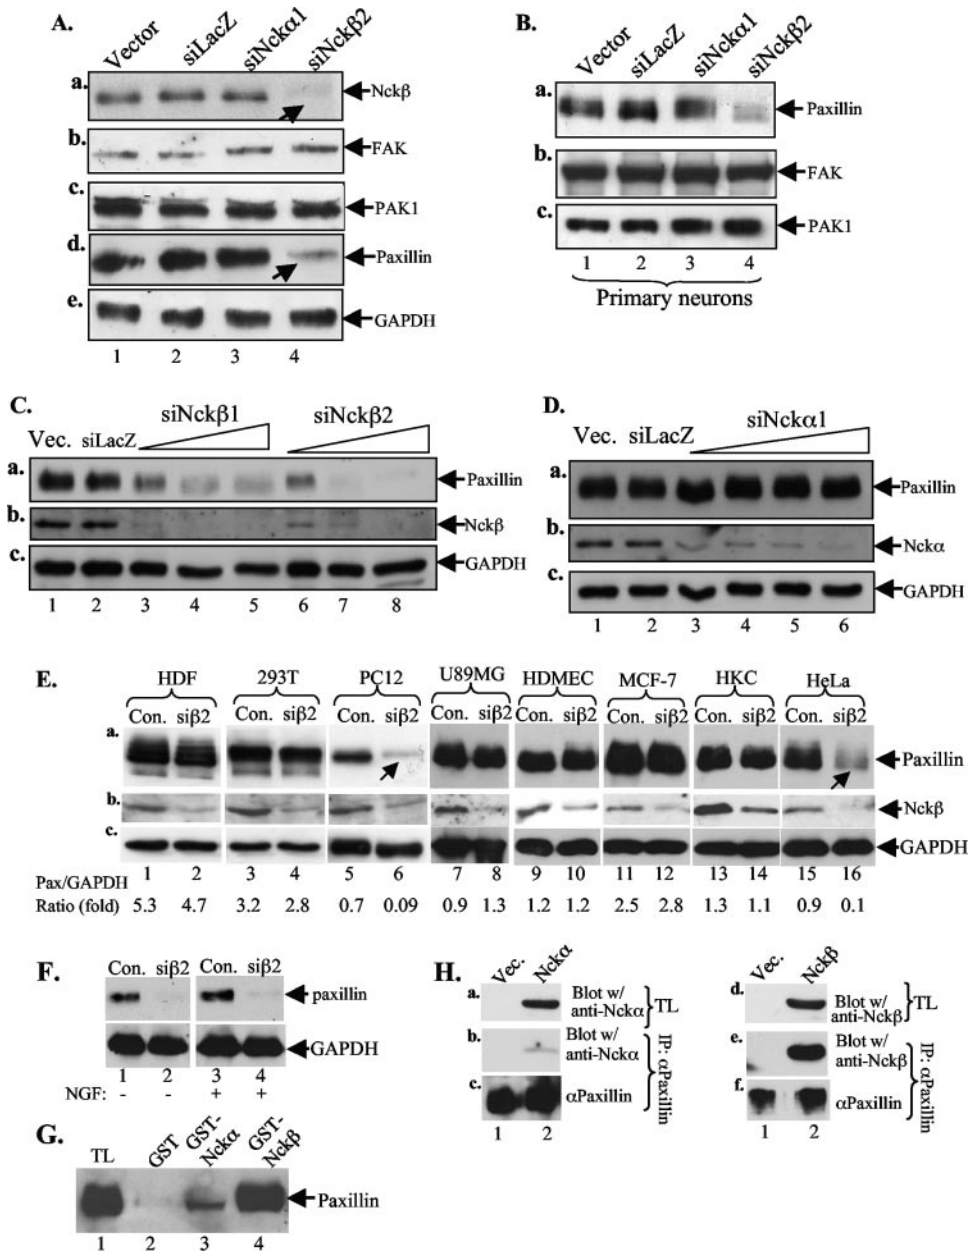 A.
Vector siLacZ siNckα1 siNckβ2
a. Nckβ
b. FAK
c. PAK1
d. Paxillin
e. GAPDH
1 2 3 4
B.
Vector siLacZ siNckα1 siNckβ2
a. Paxillin
b. FAK
c. PAK1
1 2 3 4
Primary neurons
C.
siNckβ1 siNckβ2
Vec. siLacZ
a. Paxillin
b. Nckβ
c. GAPDH
1 2 3 4 5 6 7 8
D.
siNckα1
Vec. siLacZ
a. Paxillin
b. Nckα
c. GAPDH
1 2 3 4 5 6
E.
HDF 293T PC12 U89MG HDMEC MCF-7 HKC HeLa
Con. siβ2 Con. siβ2 Con. siβ2 Con. siβ2 Con. siβ2 Con. siβ2 Con. siβ2 Con. siβ2
a. Paxillin
b. Nckβ
c. GAPDH
1 2 3 4 5 6 7 8 9 10 11 12 13 14 15 16
Pax/GAPDH
Ratio (fold) 5.3 4.7 3.2 2.8 0.7 0.09 0.9 1.3 1.2 1.2 2.5 2.8 1.3 1.1 0.9 0.1
F.
Con. siβ2 Con. siβ2
paxillin
GAPDH
1 2 3 4
NGF: - - + +
G.
TL GST GST-Nckα GST-Nckβ
Paxillin
1 2 3 4
H.
Vec. Nckα
a. Blot w/ anti-Nckα TL
b. Blot w/ anti-Nckα
c. αPaxillin
IP: αPaxillin
1 2
Vec. Nckβ
d. Blot w/ anti-Nckβ TL
e. Blot w/ anti-Nckβ
f. αPaxillin
IP: αPaxillin
1 2